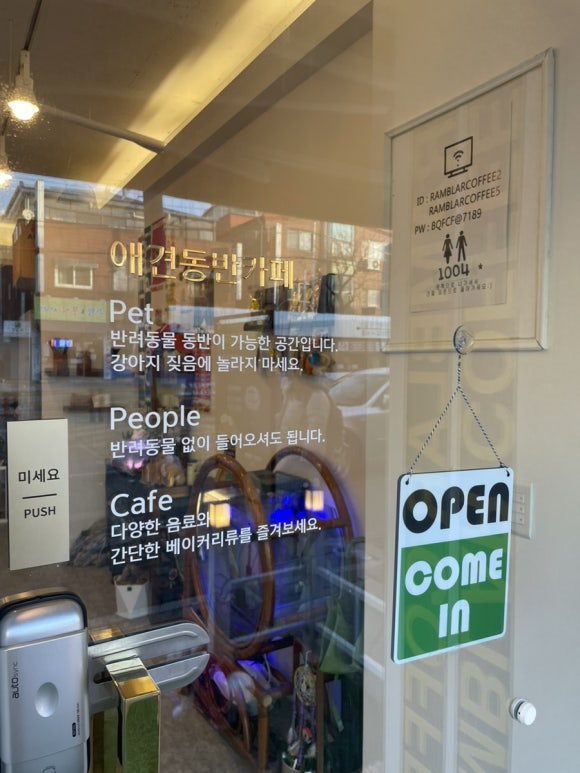 애견동반카페
Pet
반려동물 동반이 가능한 공간입니다.
강아지 짖음에 놀라지 마세요.
People
반려동물 없이 들어오셔도 됩니다.
Cafe
다양한 음료와
간단한 베이커리류를 즐겨보세요.
미세요
PUSH
autosync
ID : RAMBLARCOFFEE2
RAMBLARCOFFEE5
PW : BQFCF@7189
1004 *
OPEN
COME
IN